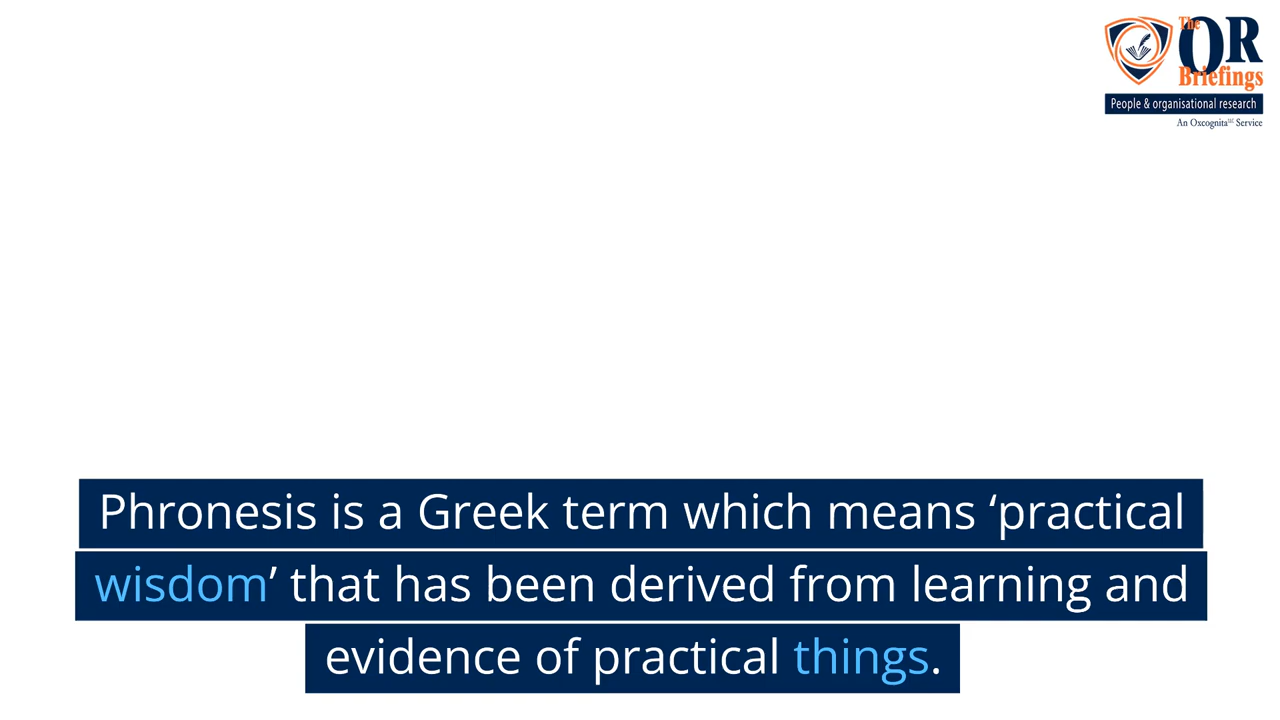 The
OR
Briefings
People & organisational research
An Oxcognita LLC Service
Phronesis is a Greek term which means ‘practical
wisdom’ that has been derived from learning and
evidence of practical things.